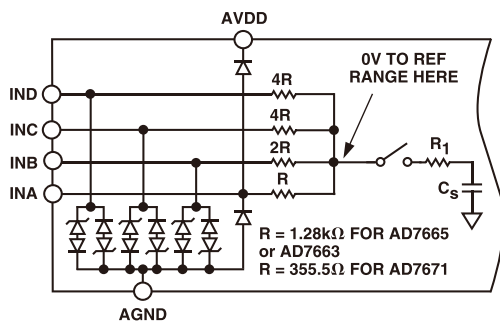 AVDD
IND
INC
INB
INA
4R
4R
2R
R
0V TO REF
RANGE HERE
R1
CS
R = 1.28kΩ FOR AD7665
or AD7663
R = 355.5Ω FOR AD7671
AGND